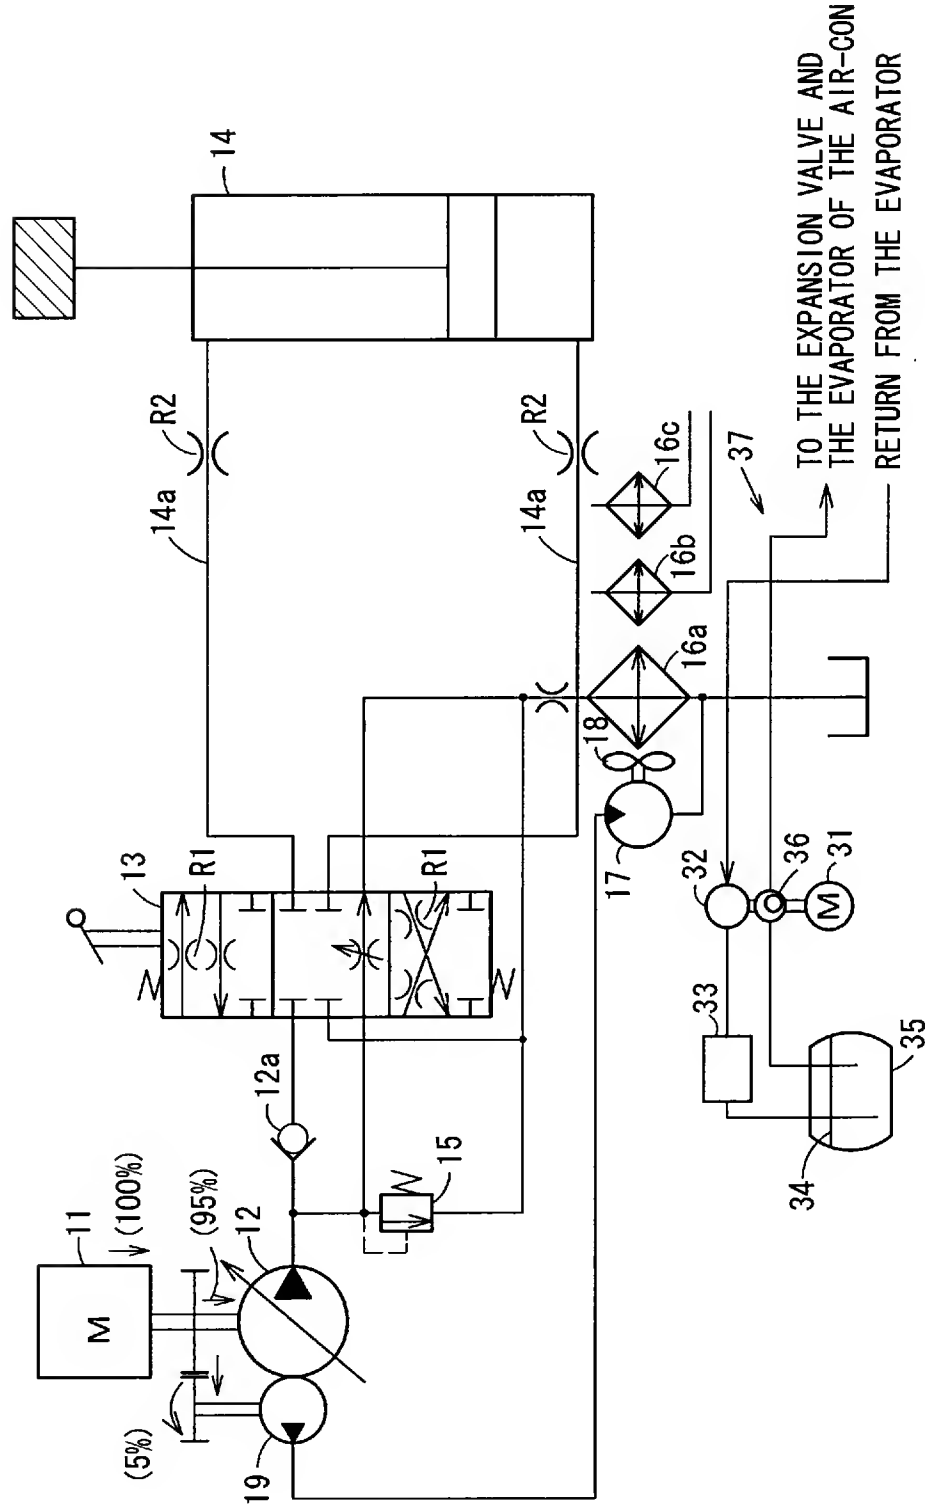 14
R2
14a
R2
14a
16c
16b
16a
18
17
13
R1
R1
12a
15
11
(100%)
(95%)
12
M
(5%)
19
37
TO THE EXPANSION VALVE AND
THE EVAPORATOR OF THE AIR-CON
RETURN FROM THE EVAPORATOR
32
36
31
M
33
34
35